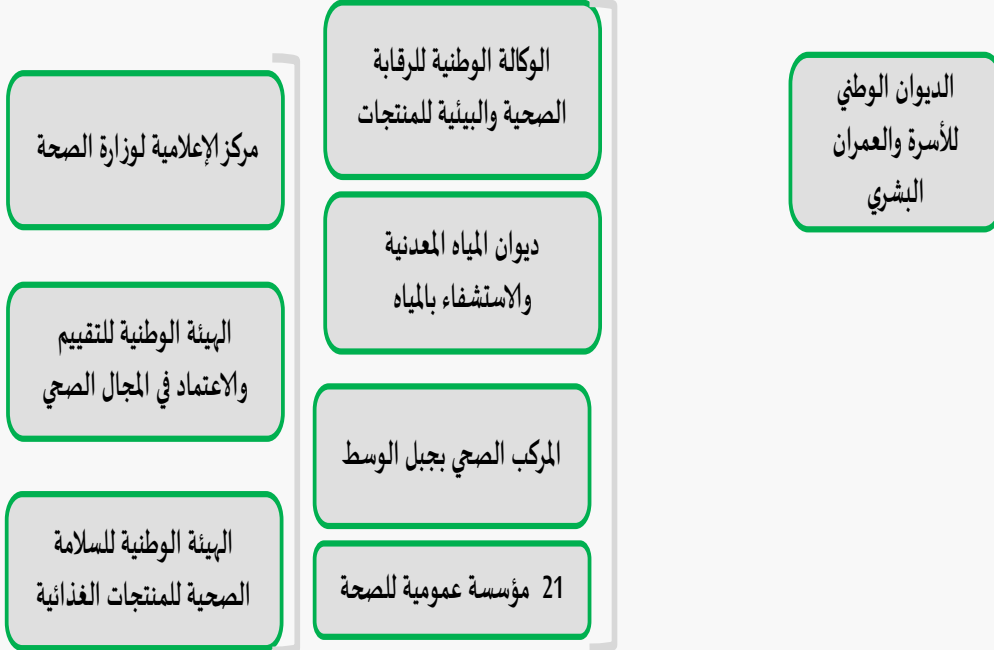 الديوان الوطني
للأسرة والعمران
البشري
الوكالة الوطنية للرقابة
الصحية والبيئية للمنتجات
ديوان المياه المعدنية
والاستشفاء بالمياه
المركب الصحي بجبل الوسط
21 مؤسسة عمومية للصحة
مركز الإعلامية لوزارة الصحة
الهيئة الوطنية للتقييم
والاعتماد في المجال الصحي
الهيئة الوطنية للسلامة
الصحية للمنتجات الغذائية